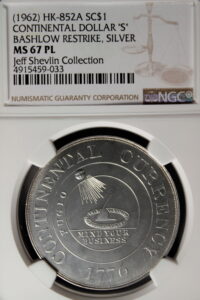 (1962) HK-852A SC$1
CONTINENTAL DOLLAR "S"
BASHLOW RESTRIKE, SILVER
MS 67 PL
Jeff Shevlin Collection
4915459-033
NUMISMATIC GUARANTY CORPORATION
NGC
CONTINENTAL CURRENCY
FUGIO
MIND YOUR
BUSINESS
1776